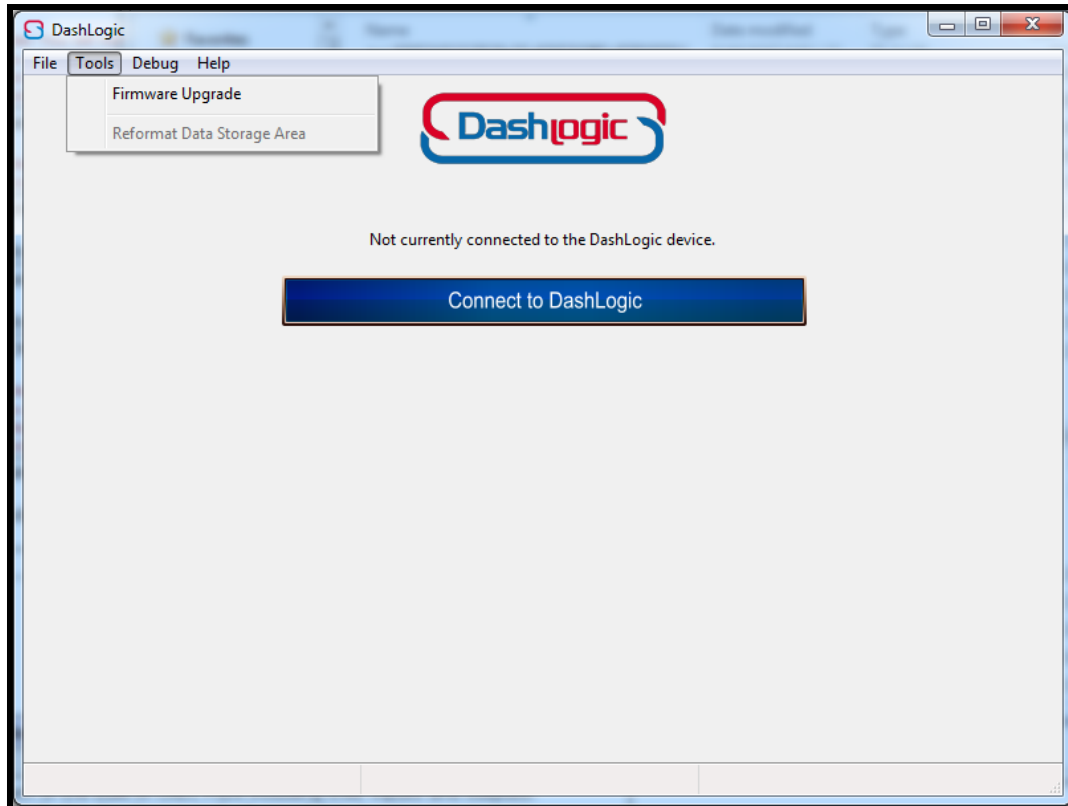 DashLogic
File Tools Debug Help
Firmware Upgrade
Reformat Data Storage Area
Dashlogic
Not currently connected to the DashLogic device.
Connect to DashLogic